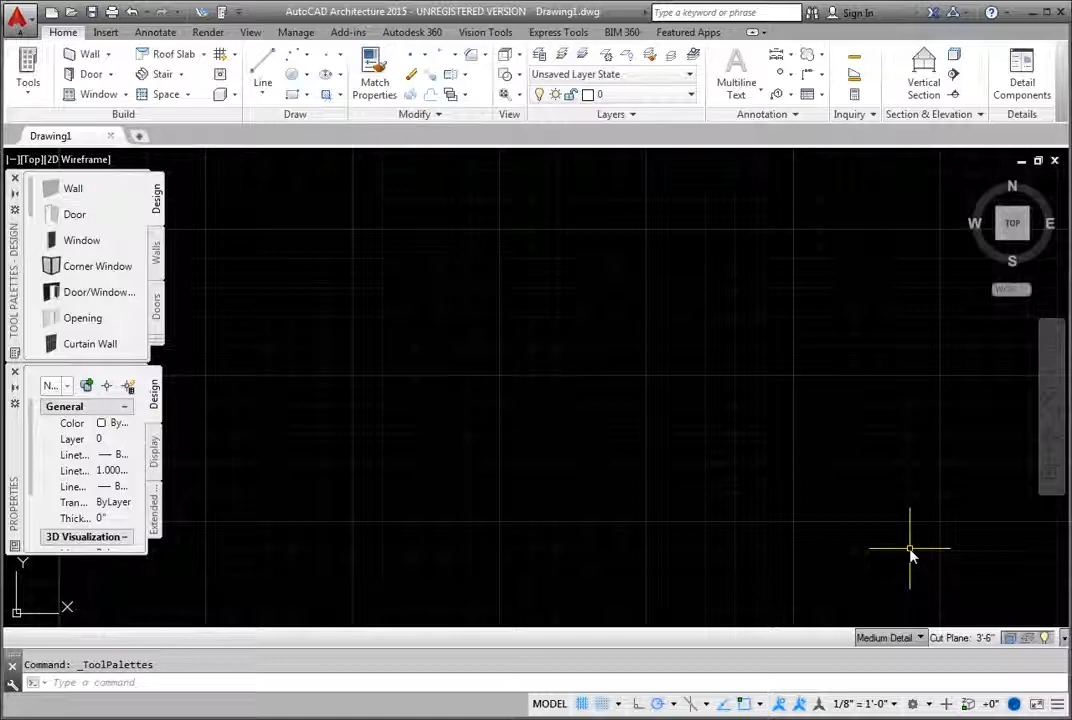 AutoCAD Architecture 2015 - UNREGISTERED VERSION Drawing1.dwg
Type a keyword or phrase
Sign In
Home Insert Annotate Render View Manage Add-ins Autodesk 360 Vision Tools Express Tools BIM 360 Featured Apps
Tools
Wall
Door
Window
Roof Slab
Stair
Space
Build
Line
Draw
Match Properties
Modify
View
Unsaved Layer State
0
Layers
A
Multiline Text
Annotation
Inquiry
Vertical Section
Section & Elevation
Detail Components
Details
Drawing1
[−][Top][2D Wireframe]
TOOL PALETTES - DESIGN
Wall
Door
Window
Corner Window
Door/Window...
Opening
Curtain Wall
Design
Walls
Doors
N
W TOP E
S
PROPERTIES
N...
General
Color By...
Layer 0
Linet... B...
Linet... 1.000...
Line... B...
Tran... ByLayer
Thick... 0"
3D Visualization
Design
Display
Extended ...
Y
X
Medium Detail Cut Plane: 3'-6"
Command: _ToolPalettes
Type a command
MODEL
1/8" = 1'-0"
+0"